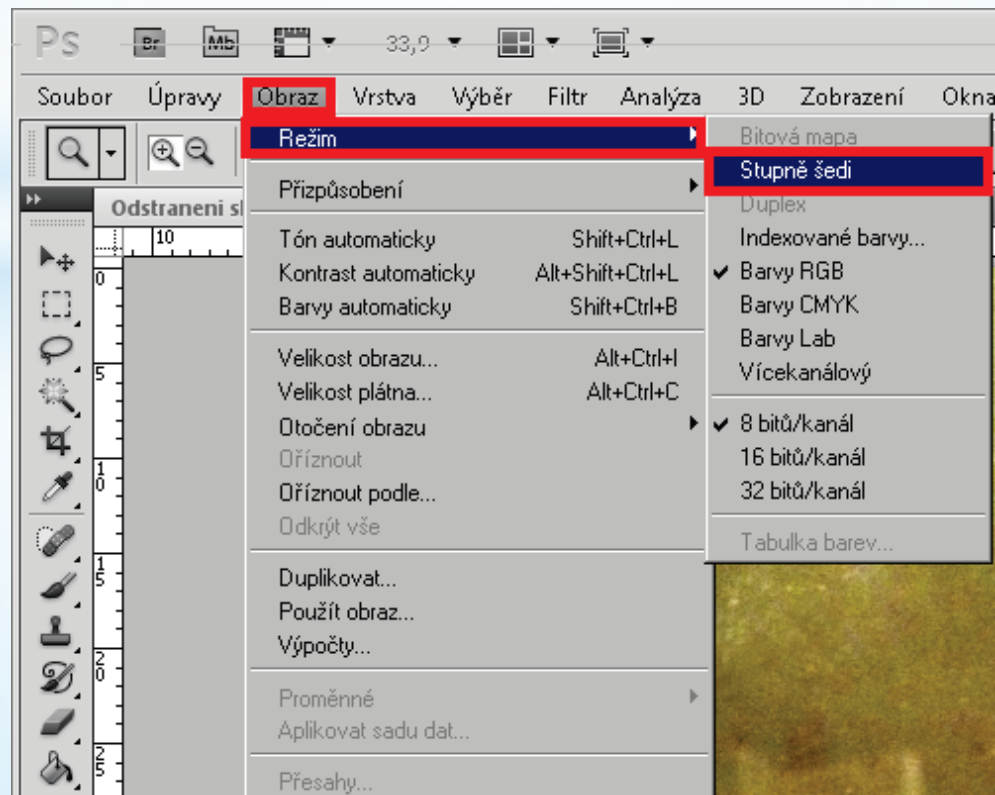 Ps Br Mb 33,9
Soubor Úpravy Obraz Vrstva Výběr Filtr Analýza 3D Zobrazení Okna
Odstraneni sl
10
0
5
10
15
20
25
Režim
Přizpůsobení
Tón automaticky Shift+Ctrl+L
Kontrast automaticky Alt+Shift+Ctrl+L
Barvy automaticky Shift+Ctrl+B
Velikost obrazu... Alt+Ctrl+I
Velikost plátna... Alt+Ctrl+C
Otočení obrazu
Oříznout
Oříznout podle...
Odkrýt vše
Duplikovat...
Použít obraz...
Výpočty...
Proměnné
Aplikovat sadu dat...
Přesahy...
Bitová mapa
Stupně šedi
Duplex
Indexované barvy...
Barvy RGB
Barvy CMYK
Barvy Lab
Vícekanálový
8 bitů/kanál
16 bitů/kanál
32 bitů/kanál
Tabulka barev...